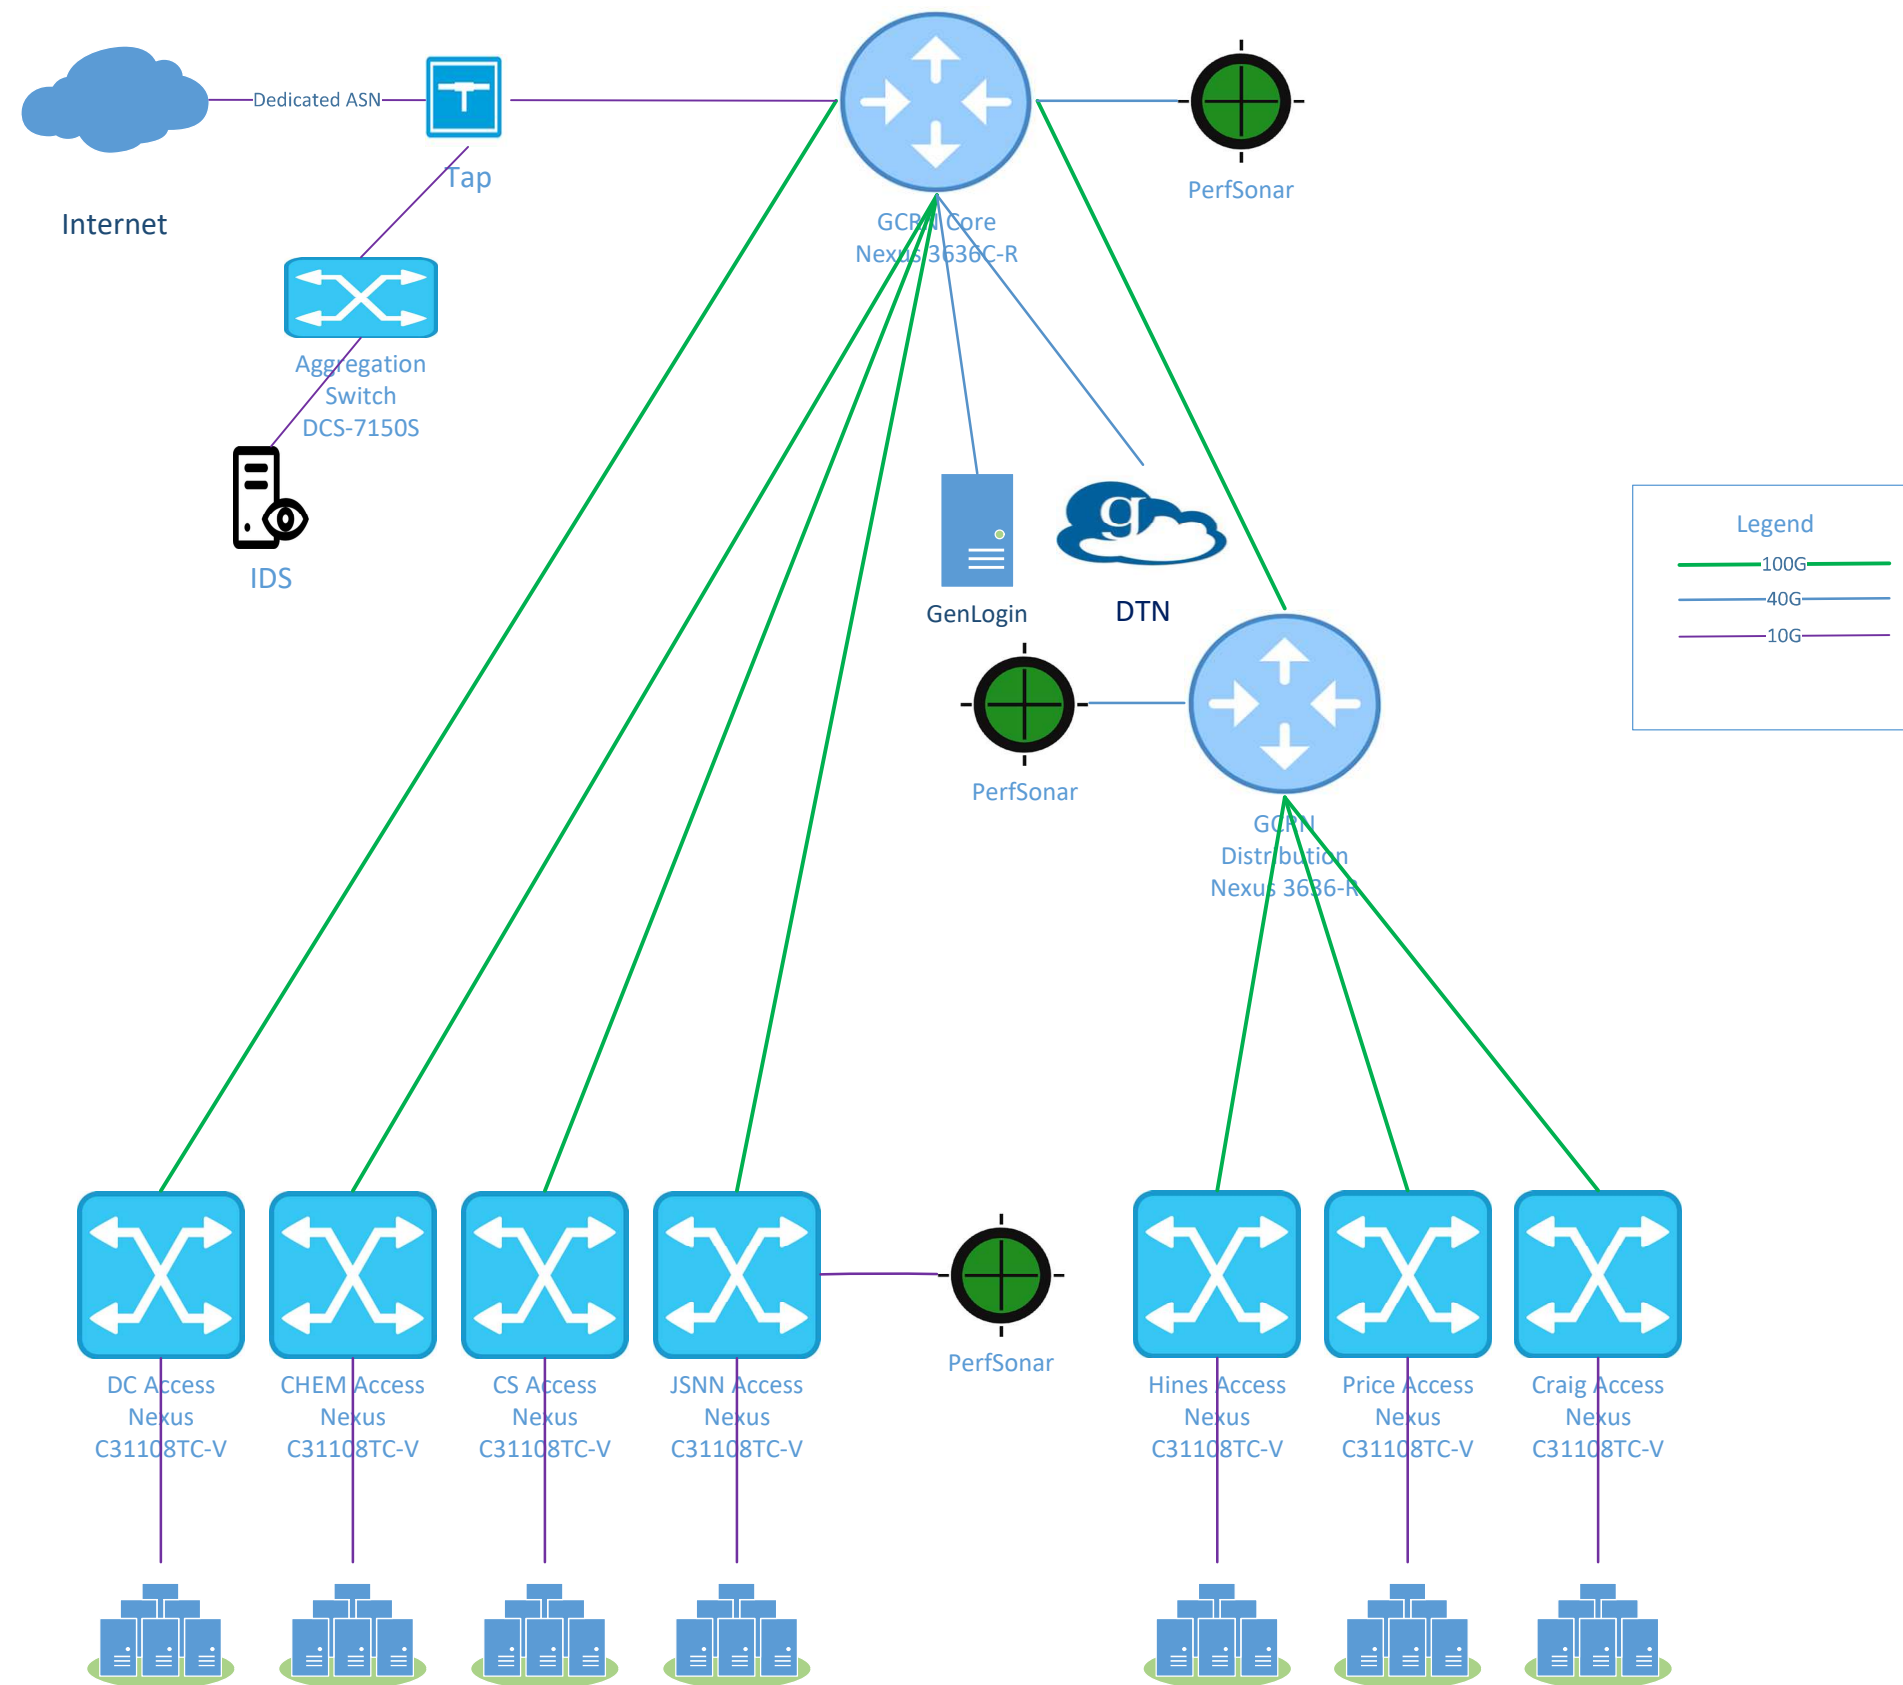 Dedicated ASN
Tap
Internet
PerfSonar
GCRN Core
Nexus 3636C-R
Aggregation
Switch
DCS-7150S
IDS
g
GenLogin
DTN
Legend
100G
40G
10G
PerfSonar
GCRN
Distribution
Nexus 3636-R
PerfSonar
DC Access
Nexus
C31108TC-V
CHEM Access
Nexus
C31108TC-V
CS Access
Nexus
C31108TC-V
JSNN Access
Nexus
C31108TC-V
Hines Access
Nexus
C31108TC-V
Price Access
Nexus
C31108TC-V
Craig Access
Nexus
C31108TC-V